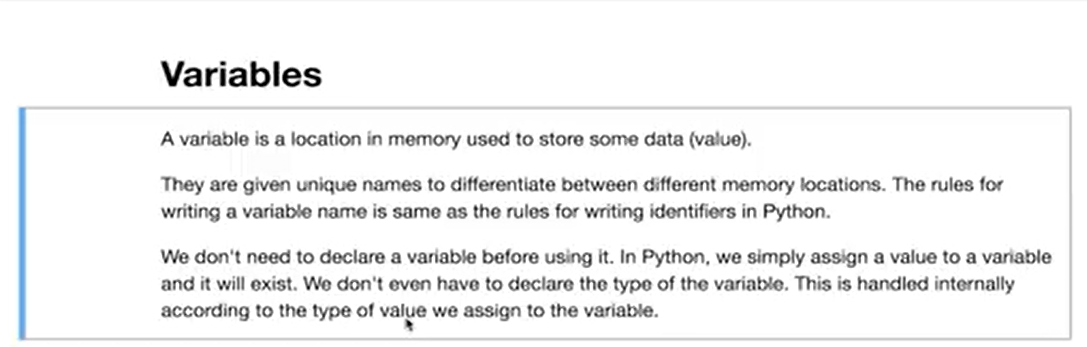 Variables
A variable is a location in memory used to store some data (value).
They are given unique names to differentiate between different memory locations. The rules for
writing a variable name is same as the rules for writing identifiers in Python.
We don't need to declare a variable before using it. In Python, we simply assign a value to a variable
and it will exist. We don't even have to declare the type of the variable. This is handled internally
according to the type of value we assign to the variable.